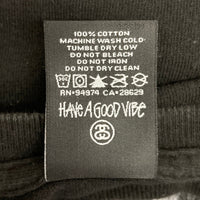 100% COTTON
MACHINE WASH COLD
TUMBLE DRY LOW
DO NOT BLEACH
DO NOT IRON
DO NOT DRY CLEAN
RN•94974 CA•28629
HAVE A GOOD VIBE